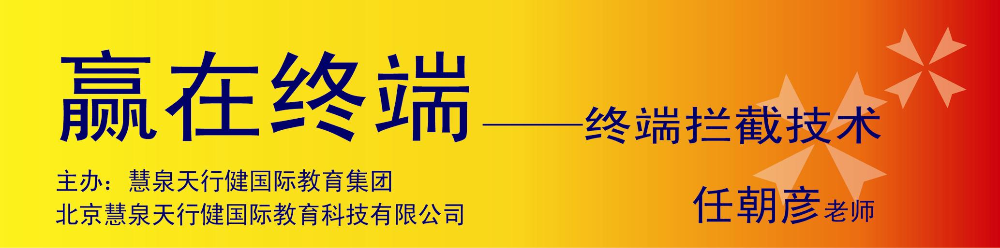 赢在终端——终端拦截技术
主办：慧泉天行健国际教育集团
北京慧泉天行健国际教育科技有限公司
任朝彦老师